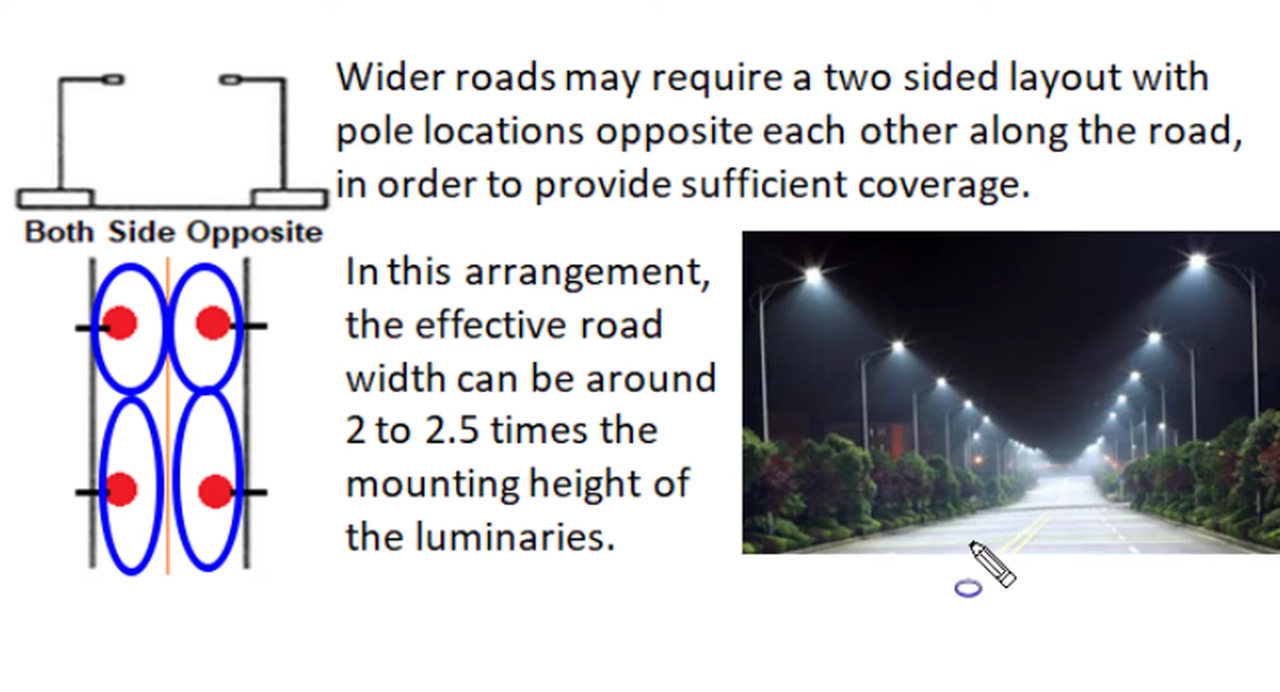 Wider roads may require a two sided layout with
pole locations opposite each other along the road,
in order to provide sufficient coverage.
Both Side Opposite
In this arrangement,
the effective road
width can be around
2 to 2.5 times the
mounting height of
the luminaries.